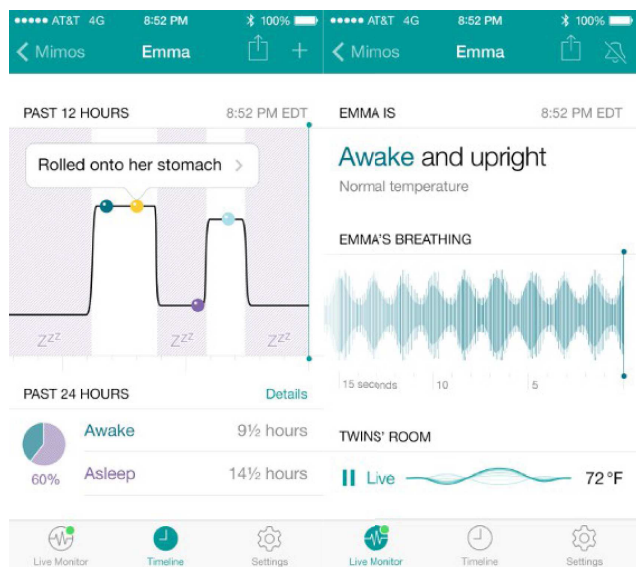 AT&T 4G 8:52 PM 100%
Mimos Emma +
PAST 12 HOURS 8:52 PM EDT
Rolled onto her stomach
Zzz Zzz Zzz
PAST 24 HOURS Details
Awake 9½ hours
60% Asleep 14½ hours
Live Monitor Timeline Settings
AT&T 4G 8:52 PM 100%
Mimos Emma
EMMA IS 8:52 PM EDT
Awake and upright
Normal temperature
EMMA'S BREATHING
15 seconds 10 5
TWINS' ROOM
Live 72 °F
Live Monitor Timeline Settings